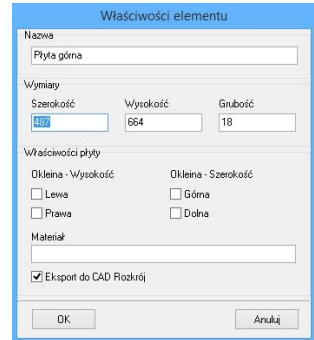 Właściwości elementu
Nazwa
Płyta górna
Wymiary
Szerokość Wysokość Grubość
487 664 18
Właściwości płyty
Okleina - Wysokość Okleina - Szerokość
Lewa Górna
Prawa Dolna
Materiał
Eksport do CAD Rozkrój
OK Anuluj